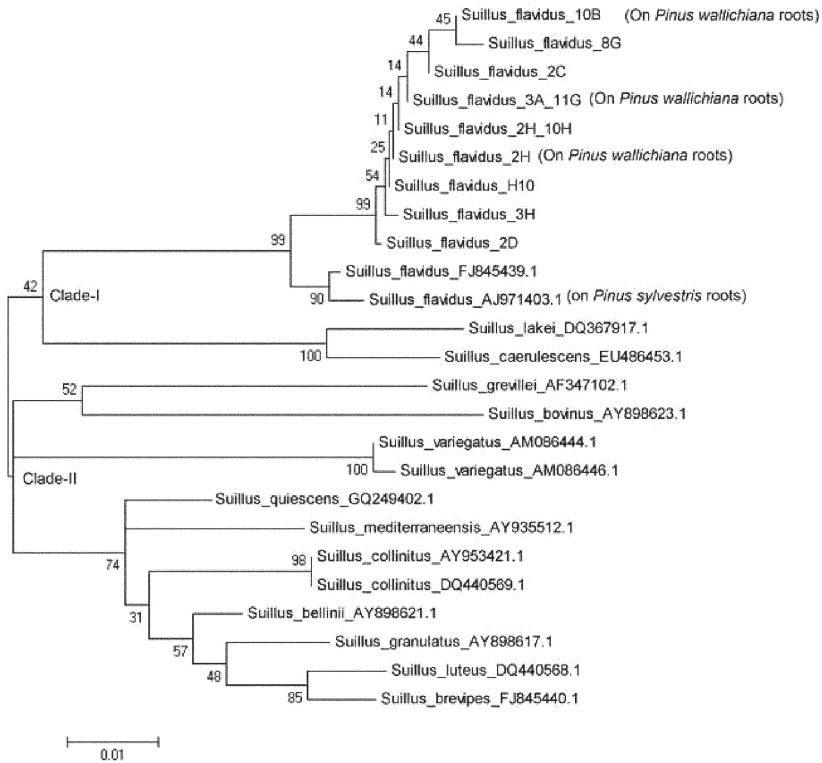 45 Suillus_flavidus_10B (On Pinus wallichiana roots)
Suillus_flavidus_8G
44
Suillus_flavidus_2C
14
Suillus_flavidus_3A_11G (On Pinus wallichiana roots)
14
Suillus_flavidus_2H_10H
11
Suillus_flavidus_2H (On Pinus wallichiana roots)
25
Suillus_flavidus_H10
54
Suillus_flavidus_3H
99
Suillus_flavidus_2D
99
Suillus_flavidus_FJ845439.1
90 Suillus_flavidus_AJ971403.1 (on Pinus sylvestris roots)
42 Clade-I
Suillus_lakei_DQ367917.1
100 Suillus_caerulescens_EU486453.1
Suillus_grevillei_AF347102.1
52
Suillus_bovinus_AY898623.1
Suillus_variegatus_AM086444.1
100 Suillus_variegatus_AM086446.1
Clade-II
Suillus_quiescens_GQ249402.1
Suillus_mediterraneensis_AY935512.1
74
98 Suillus_collinitus_AY953421.1
Suillus_collinitus_DQ440569.1
31
Suillus_bellinii_AY898621.1
57
Suillus_granulatus_AY898617.1
48
Suillus_luteus_DQ440568.1
85 Suillus_brevipes_FJ845440.1
0.01